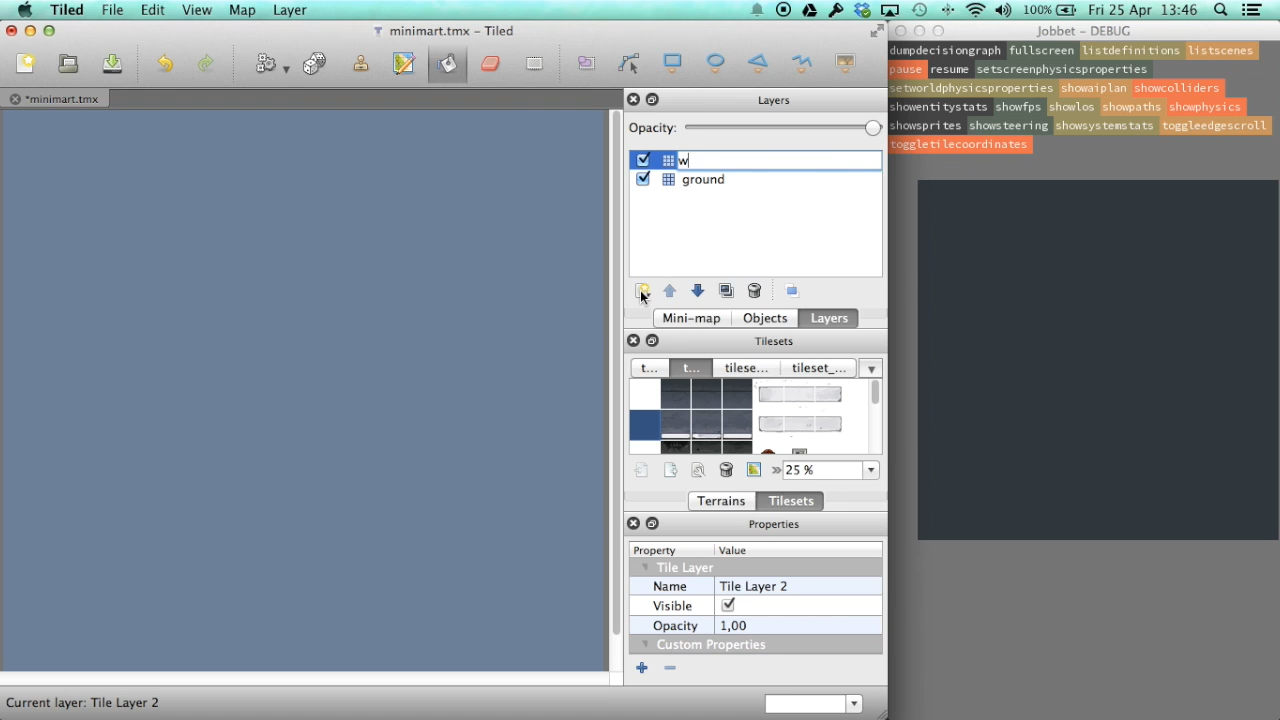 Tiled File Edit View Map Layer 100% Fri 25 Apr 13:46
minimart.tmx - Tiled
*minimart.tmx
Layers
Opacity:
w
ground
Mini-map Objects Layers
Tilesets
t... t... tilese... tileset_...
» 25 %
Terrains Tilesets
Properties
Property Value
Tile Layer
Name Tile Layer 2
Visible
Opacity 1,00
Custom Properties
Current layer: Tile Layer 2
Jobbet - DEBUG
dumpdecisiongraph fullscreen listdefinitions listscenes
pause resume setscreenphysicsproperties
setworldphysicsproperties showaiplan showcolliders
showentitystats showfps showlos showpaths showphysics
showsprites showsteering showsystemstats toggleedgescroll
toggletilecoordinates